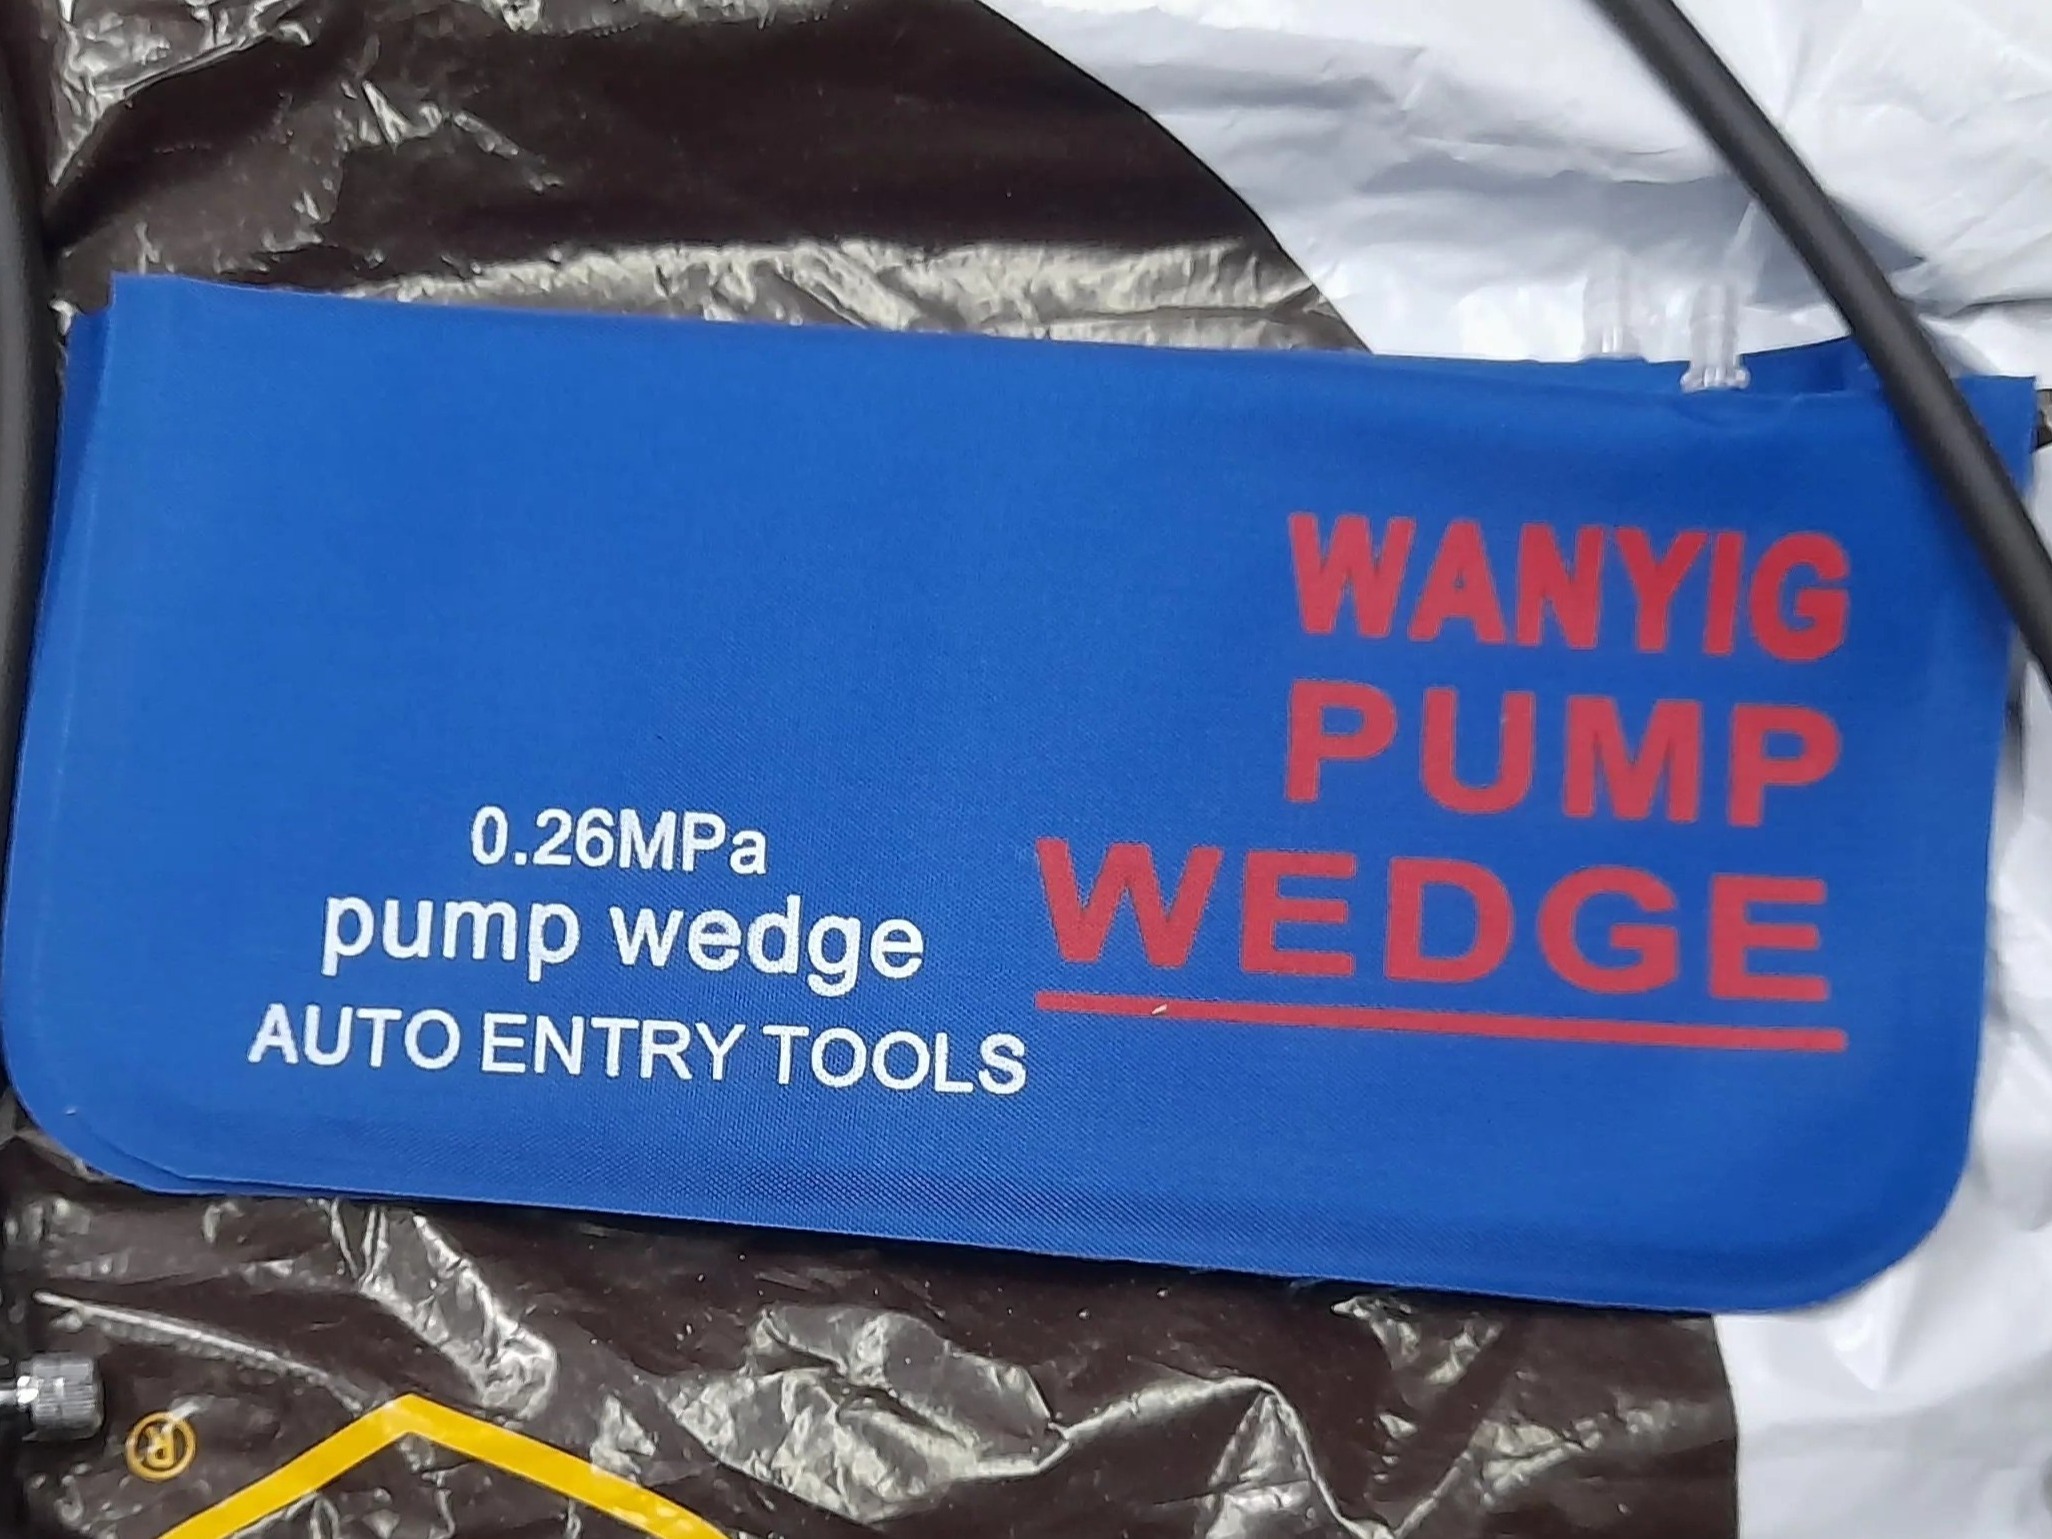 WANYIG
PUMP
WEDGE
0.26MPa
pump wedge
AUTO ENTRY TOOLS
®